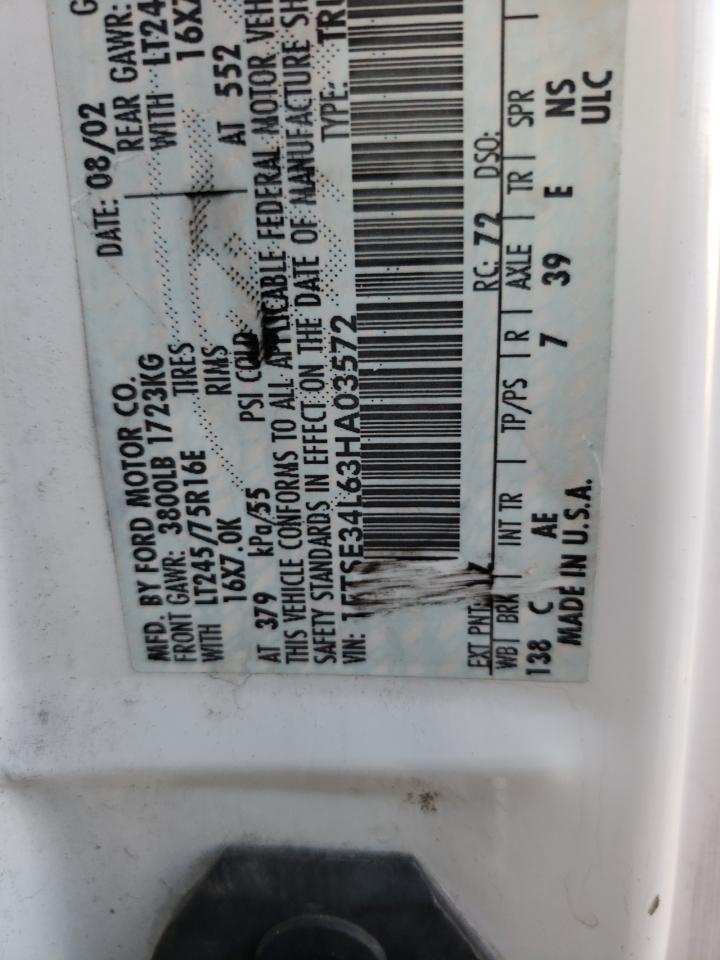 MFD. BY FORD MOTOR CO.
DATE: 08/02
FRONT GAWR: 3800LB 1723KG
REAR GAWR:
WITH LT245/75R16E TIRES
WITH LT24
16X7.0K RIMS
16X7
AT 379 kPa/55 PSI COLD
AT 552
THIS VEHICLE CONFORMS TO ALL APPLICABLE FEDERAL MOTOR VEH
SAFETY STANDARDS IN EFFECT ON THE DATE OF MANUFACTURE SH
VIN: 1FTSE34L63HA03572
TYPE: TRU
EXT PNT: RC: 72 DSO:
WB | BRK | INT TR | TP/PS | R | AXLE | TR | SPR
138 C AE 7 39 E NS
MADE IN U.S.A. ULC